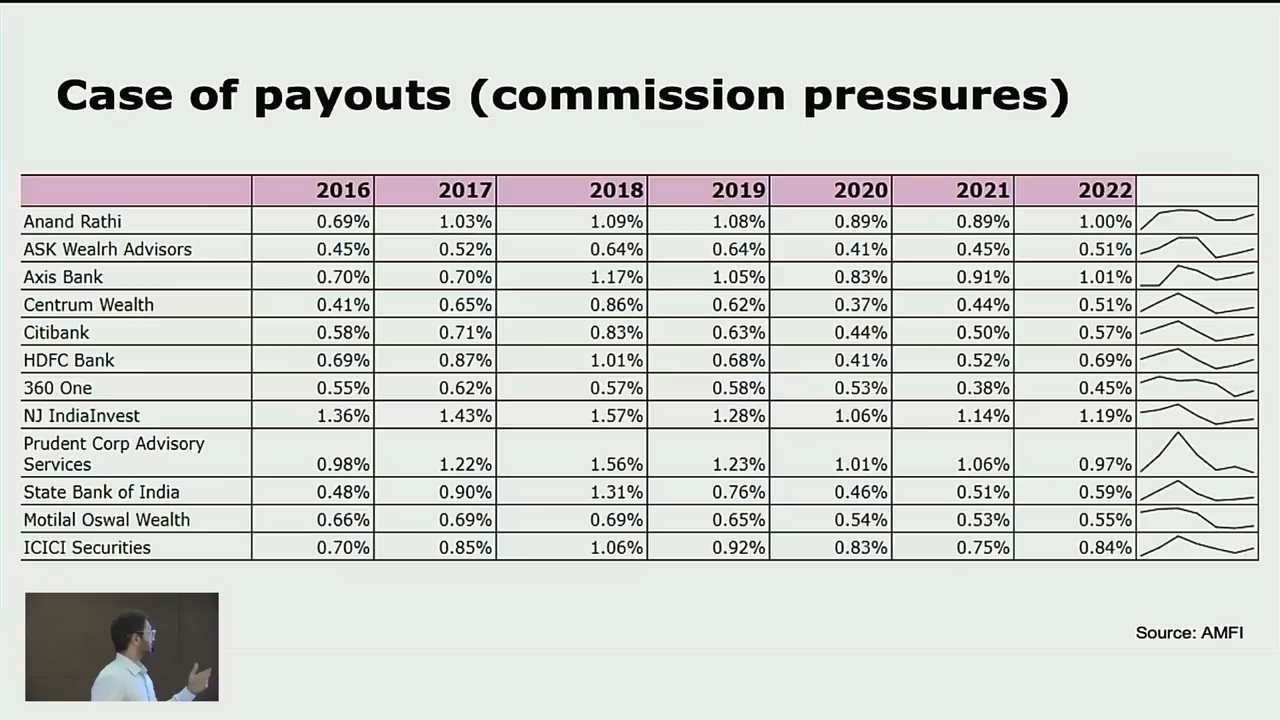 Case of payouts (commission pressures)
2016 2017 2018 2019 2020 2021 2022
Anand Rathi 0.69% 1.03% 1.09% 1.08% 0.89% 0.89% 1.00%
ASK Wealrh Advisors 0.45% 0.52% 0.64% 0.64% 0.41% 0.45% 0.51%
Axis Bank 0.70% 0.70% 1.17% 1.05% 0.83% 0.91% 1.01%
Centrum Wealth 0.41% 0.65% 0.86% 0.62% 0.37% 0.44% 0.51%
Citibank 0.58% 0.71% 0.83% 0.63% 0.44% 0.50% 0.57%
HDFC Bank 0.69% 0.87% 1.01% 0.68% 0.41% 0.52% 0.69%
360 One 0.55% 0.62% 0.57% 0.58% 0.53% 0.38% 0.45%
NJ IndiaInvest 1.36% 1.43% 1.57% 1.28% 1.06% 1.14% 1.19%
Prudent Corp Advisory
Services 0.98% 1.22% 1.56% 1.23% 1.01% 1.06% 0.97%
State Bank of India 0.48% 0.90% 1.31% 0.76% 0.46% 0.51% 0.59%
Motilal Oswal Wealth 0.66% 0.69% 0.69% 0.65% 0.54% 0.53% 0.55%
ICICI Securities 0.70% 0.85% 1.06% 0.92% 0.83% 0.75% 0.84%
Source: AMFI